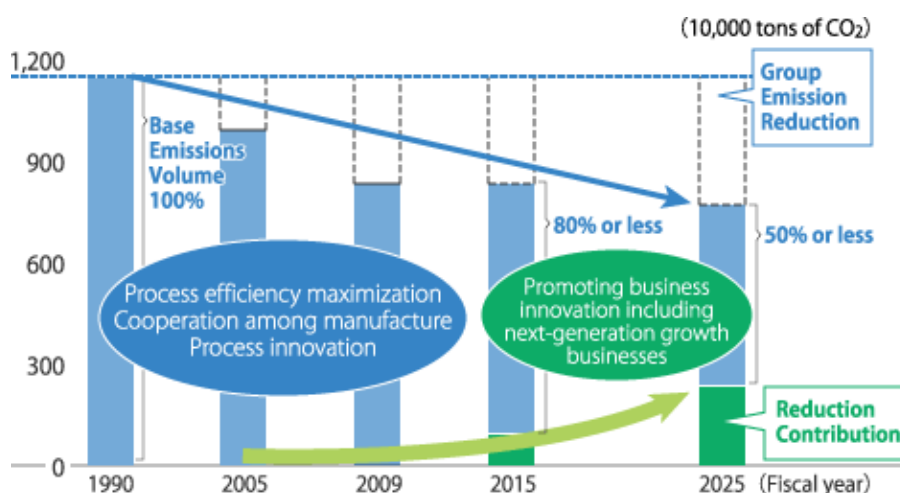 (10,000 tons of CO₂)
1,200
900
600
300
0
Base
Emissions
Volume
100%
Group
Emission
Reduction
80% or less
50% or less
Process efficiency maximization
Cooperation among manufacture
Process innovation
Promoting business
innovation including
next-generation growth
businesses
Reduction
Contribution
1990 2005 2009 2015 2025 (Fiscal year)